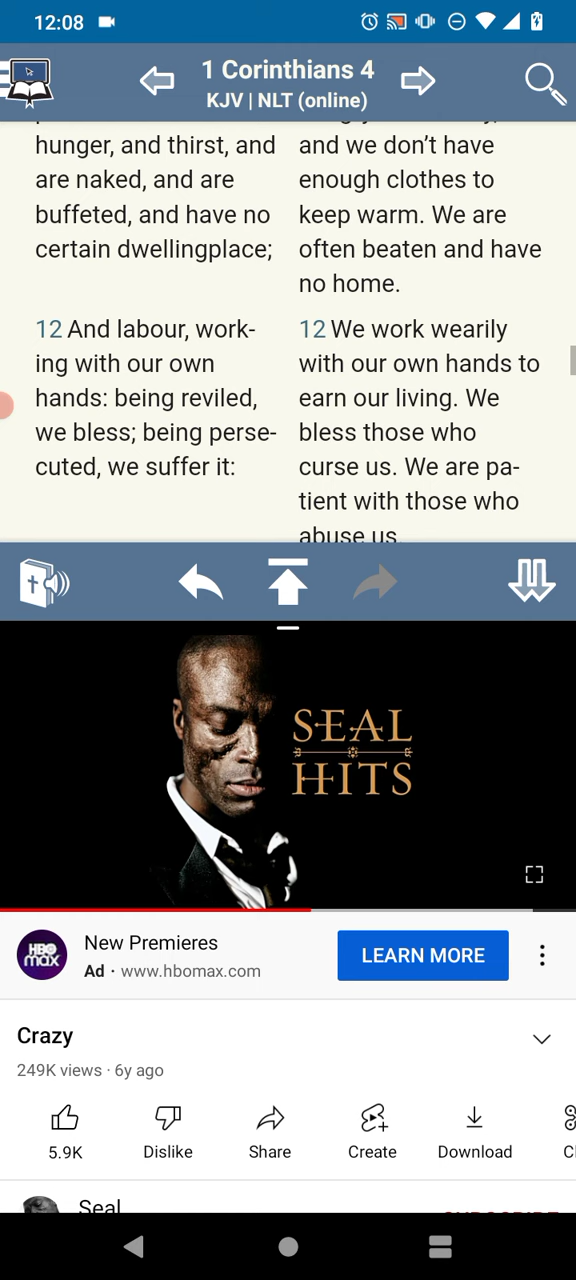 12:08
1 Corinthians 4
KJV | NLT (online)
hunger, and thirst, and
are naked, and are
buffeted, and have no
certain dwellingplace;
12 And labour, work-
ing with our own
hands: being reviled,
we bless; being perse-
cuted, we suffer it:
and we don’t have
enough clothes to
keep warm. We are
often beaten and have
no home.
12 We work wearily
with our own hands to
earn our living. We
bless those who
curse us. We are pa-
tient with those who
abuse us.
SEAL
HITS
HBO
max
New Premieres
Ad · www.hbomax.com
LEARN MORE
Crazy
249K views · 6y ago
5.9K
Dislike
Share
Create
Download
Seal